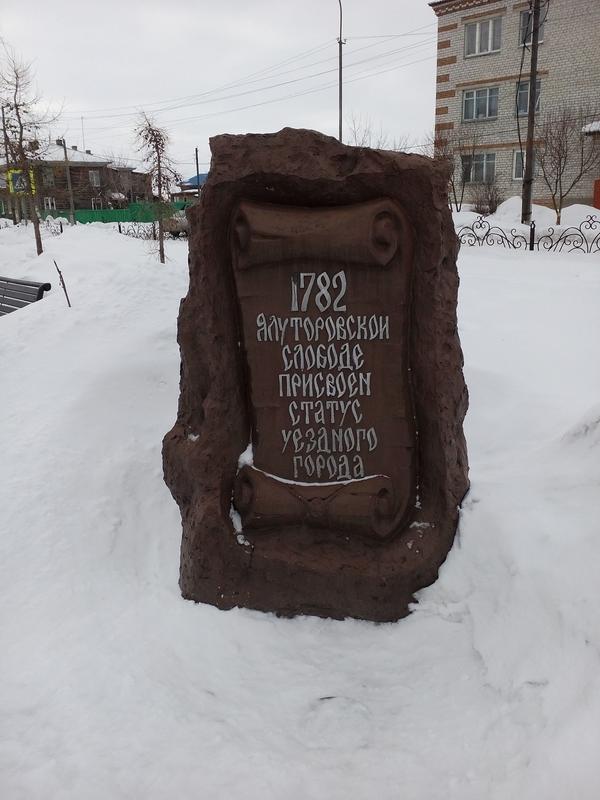 1782
ЯЛУТОРОВСКОЙ
СЛОБОДЕ
ПРИСВОЕН
СТАТУС
УЕЗДНОГО
ГОРОДА